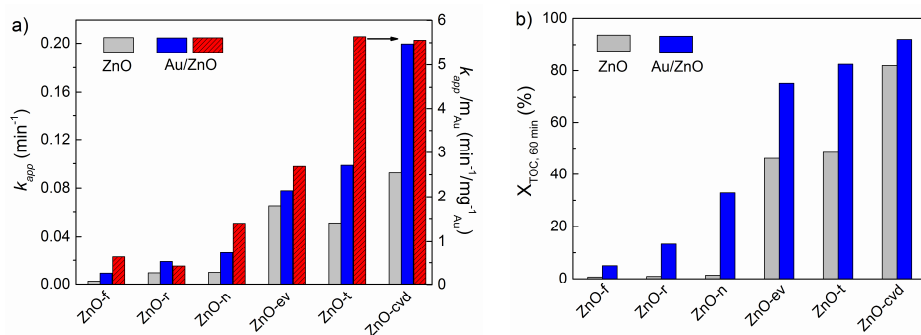 a)
ZnO Au/ZnO
k_app (min⁻¹)
0.20
0.16
0.12
0.08
0.04
0.00
6
5
4
3
2
1
0
k_app/m_Au (min⁻¹/mg⁻¹_Au)
ZnO-f ZnO-r ZnO-n ZnO-ev ZnO-t ZnO-cvd
b)
ZnO Au/ZnO
X_TOC, 60 min (%)
100
80
60
40
20
0
ZnO-f ZnO-r ZnO-n ZnO-ev ZnO-t ZnO-cvd